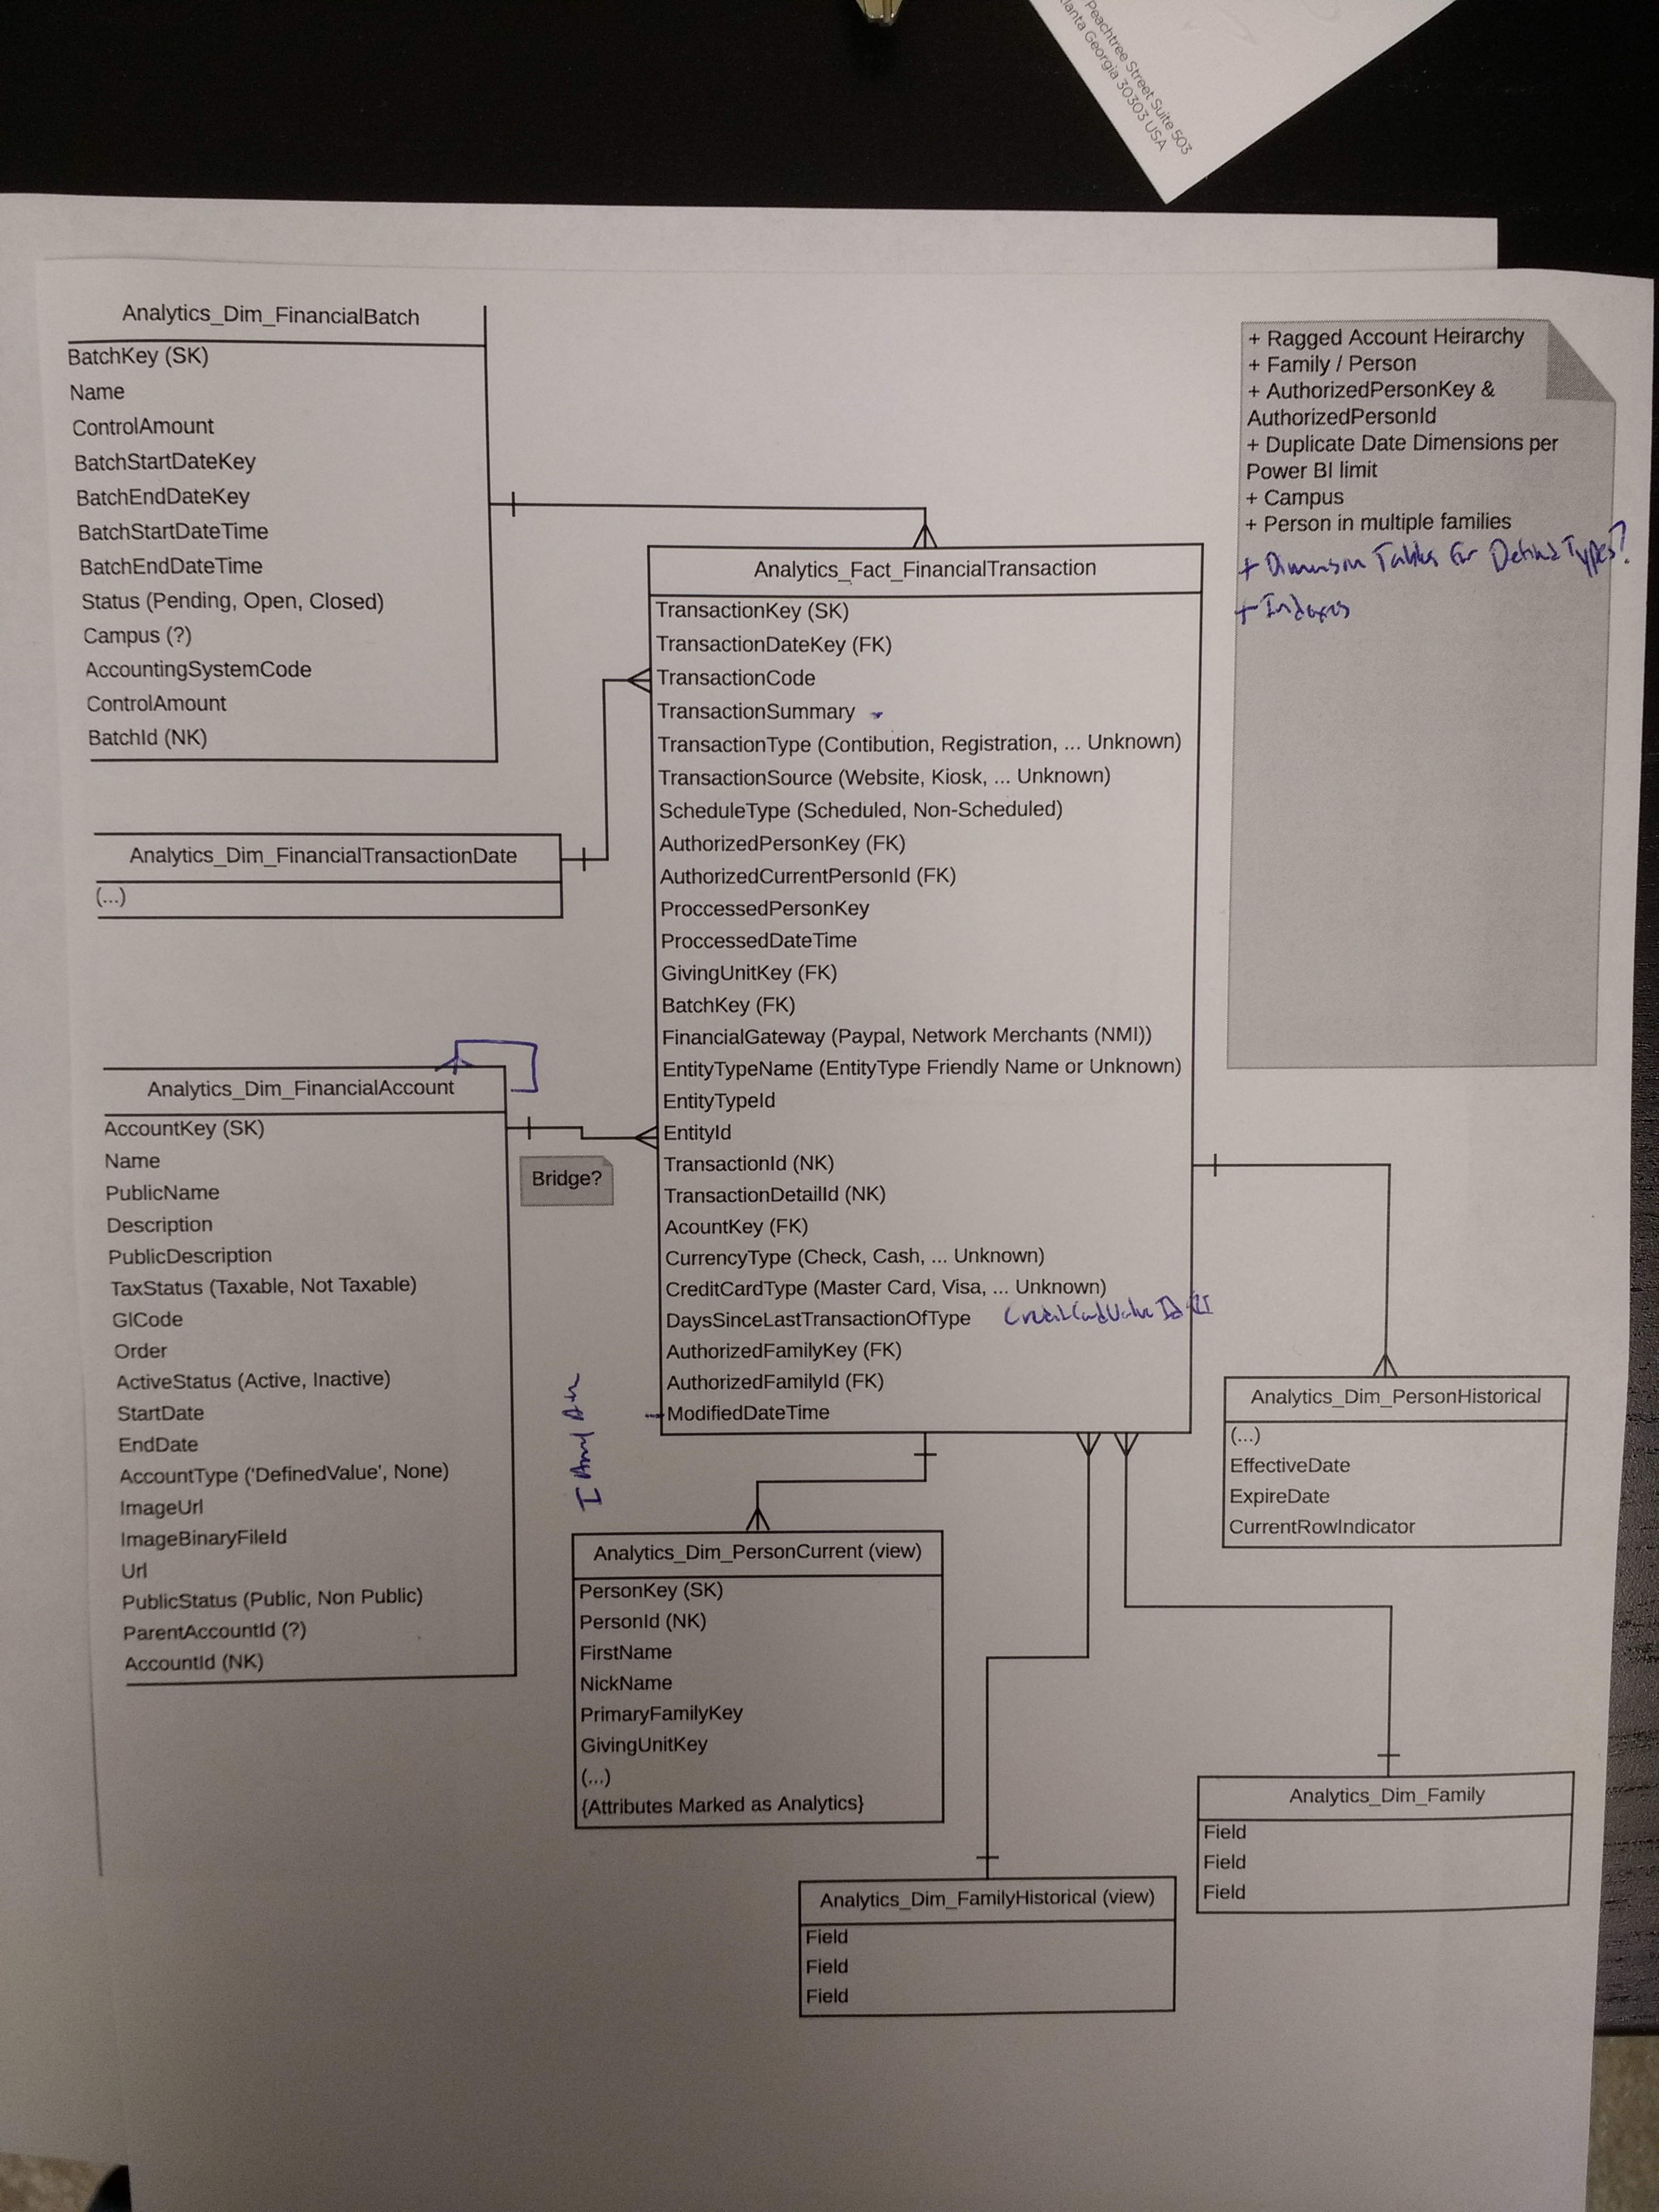 Peachtree Street Suite 503
Georgia 30303 USA
Analytics_Dim_FinancialBatch
BatchKey (SK)
Name
ControlAmount
BatchStartDateKey
BatchEndDateKey
BatchStartDateTime
BatchEndDateTime
Status (Pending, Open, Closed)
Campus (?)
AccountingSystemCode
ControlAmount
BatchId (NK)
Analytics_Dim_FinancialTransactionDate
(...)
Analytics_Dim_FinancialAccount
AccountKey (SK)
Name
PublicName
Description
PublicDescription
TaxStatus (Taxable, Not Taxable)
GlCode
Order
ActiveStatus (Active, Inactive)
StartDate
EndDate
AccountType ('DefinedValue', None)
ImageUrl
ImageBinaryFileId
Url
PublicStatus (Public, Non Public)
ParentAccountId (?)
AccountId (NK)
Bridge?
Analytics_Fact_FinancialTransaction
TransactionKey (SK)
TransactionDateKey (FK)
TransactionCode
TransactionSummary
TransactionType (Contibution, Registration, ... Unknown)
TransactionSource (Website, Kiosk, ... Unknown)
ScheduleType (Scheduled, Non-Scheduled)
AuthorizedPersonKey (FK)
AuthorizedCurrentPersonId (FK)
ProccessedPersonKey
ProccessedDateTime
GivingUnitKey (FK)
BatchKey (FK)
FinancialGateway (Paypal, Network Merchants (NMI))
EntityTypeName (EntityType Friendly Name or Unknown)
EntityTypeId
EntityId
TransactionId (NK)
TransactionDetailId (NK)
AcountKey (FK)
CurrencyType (Check, Cash, ... Unknown)
CreditCardType (Master Card, Visa, ... Unknown)
DaysSinceLastTransactionOfType
AuthorizedFamilyKey (FK)
AuthorizedFamilyId (FK)
ModifiedDateTime
+ Ragged Account Heirarchy
+ Family / Person
+ AuthorizedPersonKey &
AuthorizedPersonId
+ Duplicate Date Dimensions per
Power BI limit
+ Campus
+ Person in multiple families
+ Dimension Tables for Defined Types?
+ Indexes
Analytics_Dim_PersonHistorical
(...)
EffectiveDate
ExpireDate
CurrentRowIndicator
Analytics_Dim_PersonCurrent (view)
PersonKey (SK)
PersonId (NK)
FirstName
NickName
PrimaryFamilyKey
GivingUnitKey
(...)
{Attributes Marked as Analytics}
Analytics_Dim_Family
Field
Field
Field
Analytics_Dim_FamilyHistorical (view)
Field
Field
Field